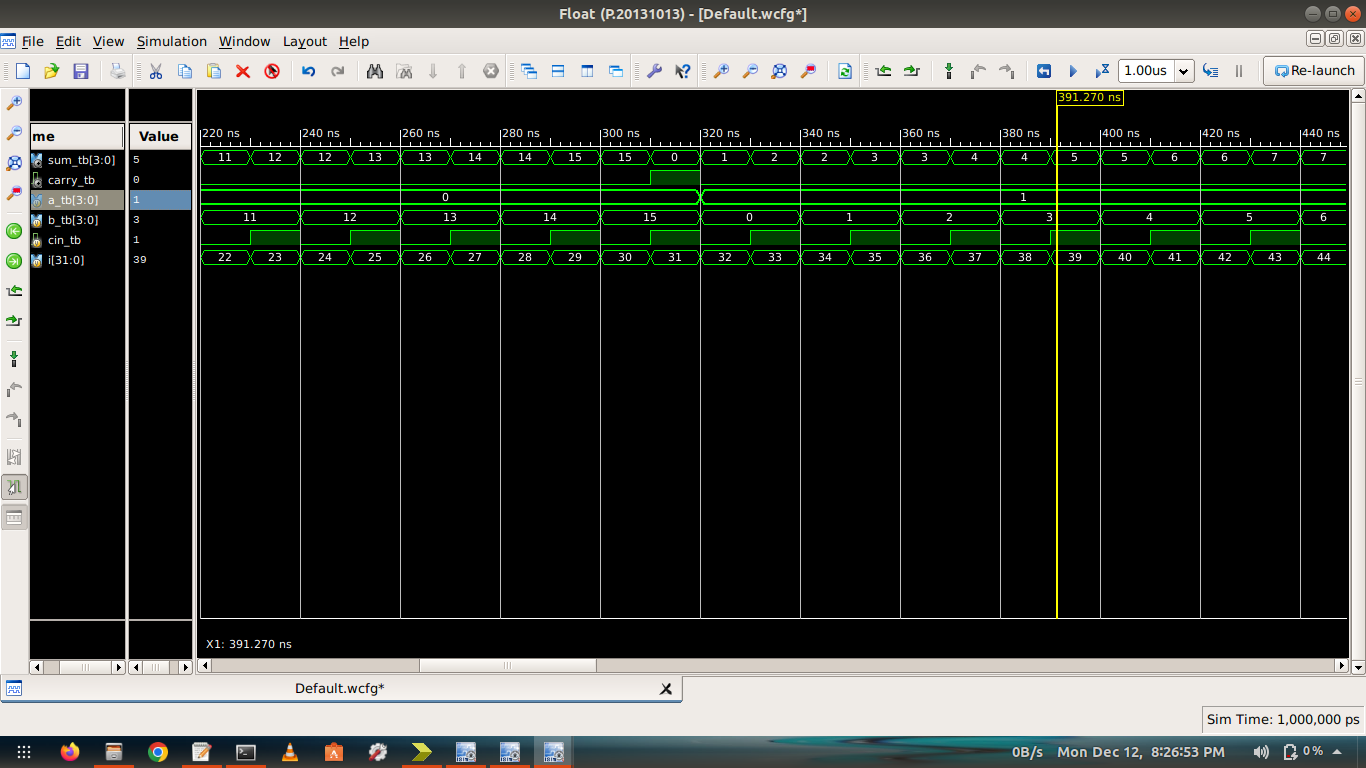 Float (P.20131013) - [Default.wcfg*]
File Edit View Simulation Window Layout Help
1.00us Re-launch
391.270 ns
me Value 220 ns 240 ns 260 ns 280 ns 300 ns 320 ns 340 ns 360 ns 380 ns 400 ns 420 ns 440 ns
sum_tb[3:0] 5 11 12 12 13 13 14 14 15 15 0 1 2 2 3 3 4 4 5 5 6 6 7 7
carry_tb 0
a_tb[3:0] 1 0 1
b_tb[3:0] 3 11 12 13 14 15 0 1 2 3 4 5 6
cin_tb 1
i[31:0] 39 22 23 24 25 26 27 28 29 30 31 32 33 34 35 36 37 38 39 40 41 42 43 44
X1: 391.270 ns
Default.wcfg*
Sim Time: 1,000,000 ps
0B/s Mon Dec 12, 8:26:53 PM 0 %